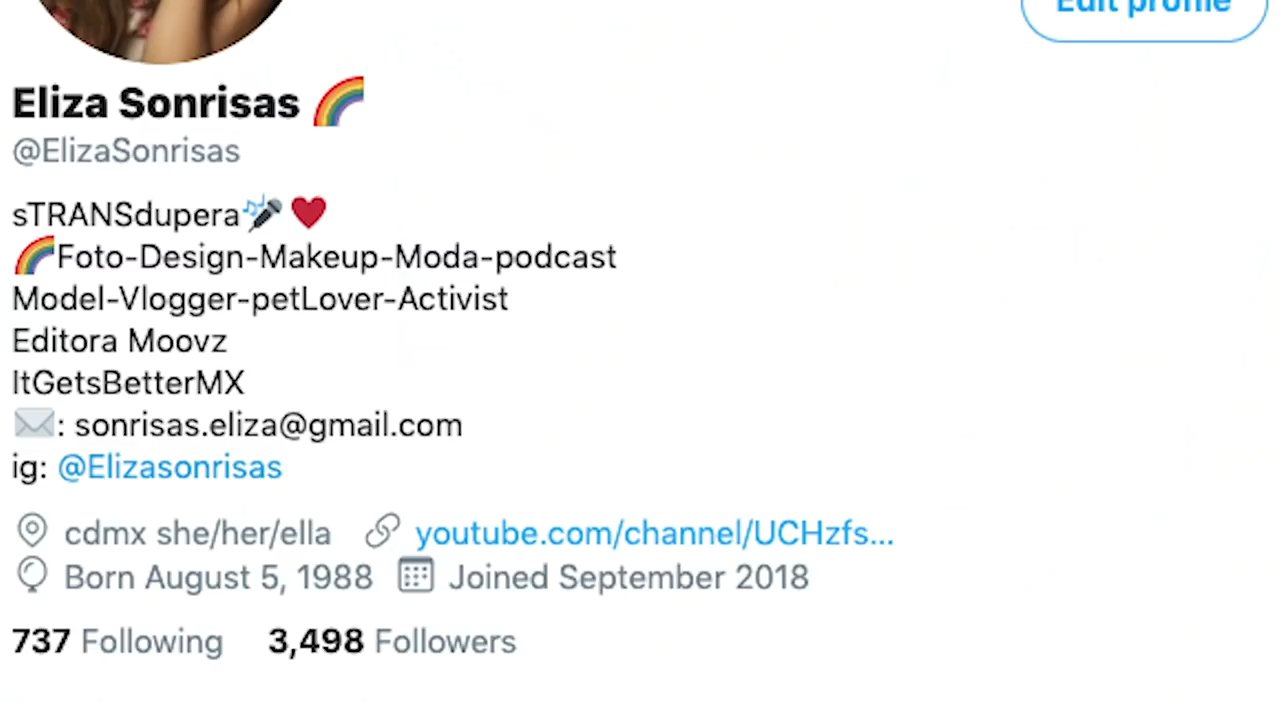 Edit profile
Eliza Sonrisas 🌈
@ElizaSonrisas
sTRANSdupera🎤❤️
🌈Foto-Design-Makeup-Moda-podcast
Model-Vlogger-petLover-Activist
Editora Moovz
ItGetsBetterMX
✉️: sonrisas.eliza@gmail.com
ig: @Elizasonrisas
cdmx she/her/ella youtube.com/channel/UCHzfs...
Born August 5, 1988 Joined September 2018
737 Following 3,498 Followers